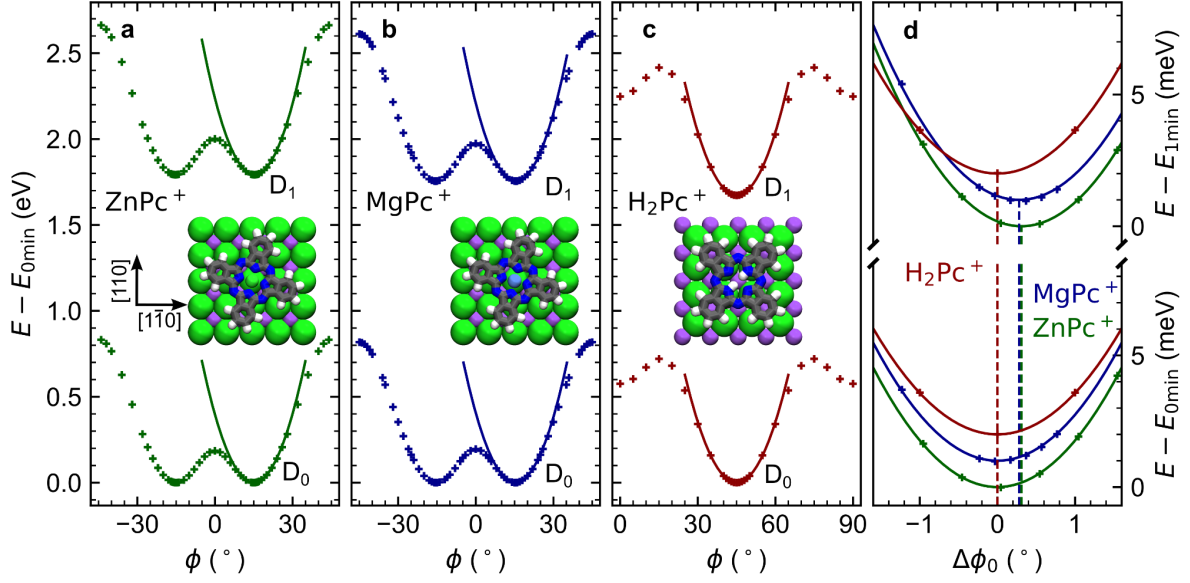 a
b
c
d
E − E₀min (eV)
2.5
2.0
1.5
1.0
0.5
0.0
ZnPc⁺
D₁
D₀
[110]
[11̄0]
MgPc⁺
D₁
D₀
H₂Pc⁺
D₁
D₀
5
0
E − E₁min (meV)
H₂Pc⁺
MgPc⁺
ZnPc⁺
5
0
E − E₀min (meV)
−30 0 30
−30 0 30
0 30 60 90
−1 0 1
ϕ (°)
ϕ (°)
ϕ (°)
Δϕ₀ (°)